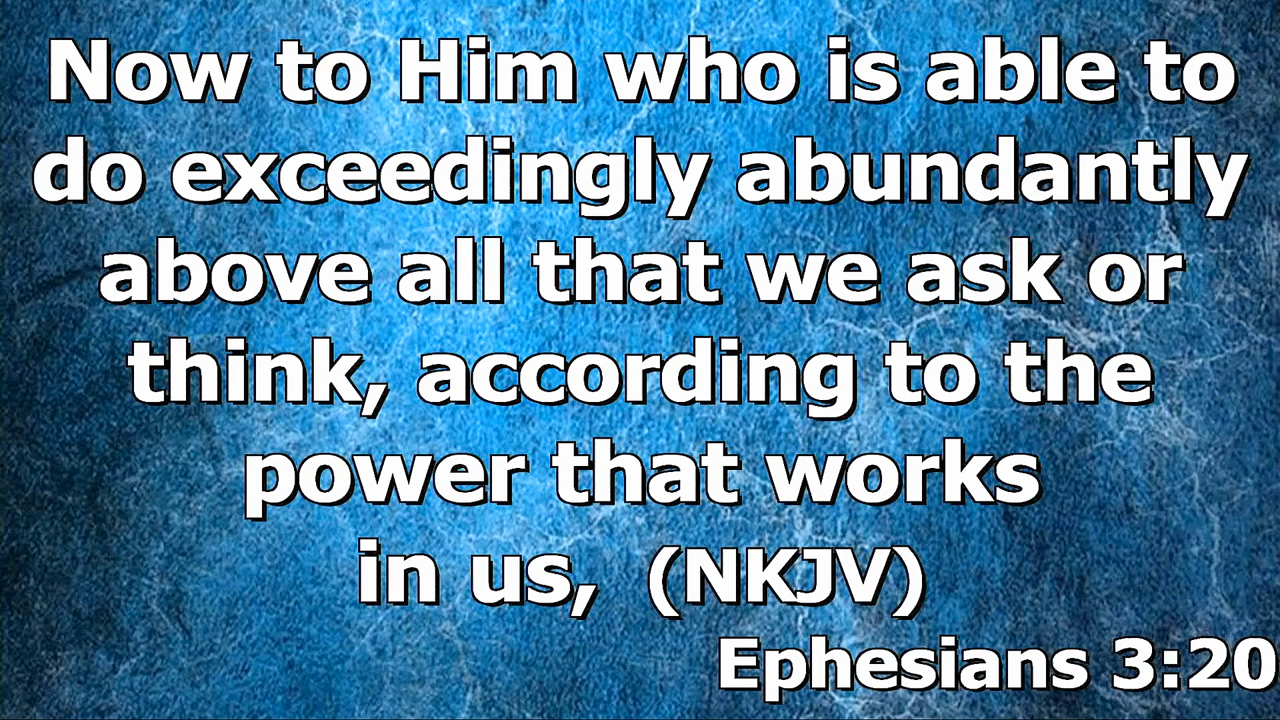 Now to Him who is able to
do exceedingly abundantly
above all that we ask or
think, according to the
power that works
in us, (NKJV)
Ephesians 3:20